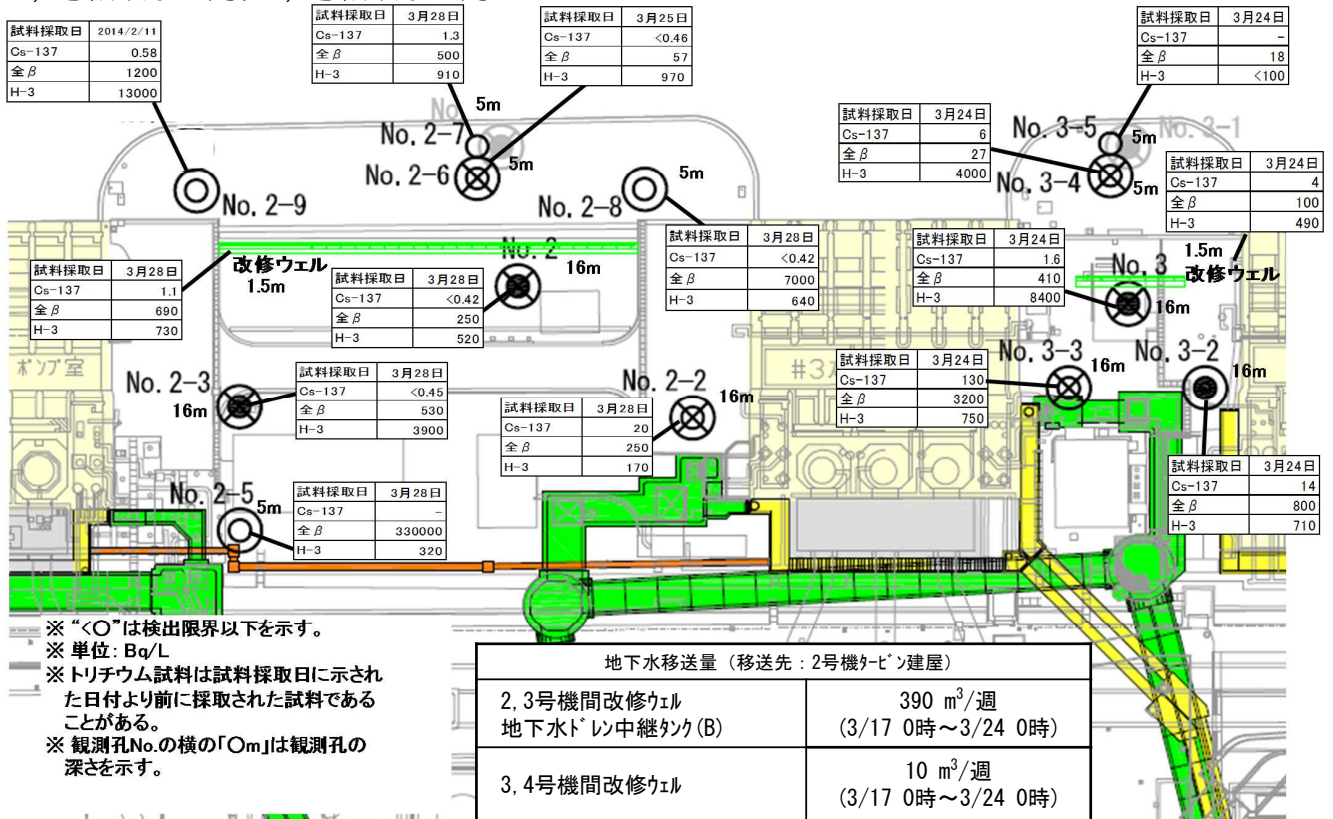 試料採取日 2014/2/11
Cs-137 0.58
全β 1200
H-3 13000
試料採取日 3月28日
Cs-137 1.3
全β 500
H-3 910
試料採取日 3月25日
Cs-137 <0.46
全β 57
H-3 970
試料採取日 3月24日
Cs-137 -
全β 18
H-3 <100
試料採取日 3月24日
Cs-137 6
全β 27
H-3 4000
試料採取日 3月24日
Cs-137 4
全β 100
H-3 490
No
5m
No. 2-7
5m
No. 2-6
No. 2-9
No. 2-8
5m
No. 3-5
5m
No. 3-1
No. 3-4
5m
改修ウェル
1.5m
No. 2
16m
No. 3
16m
1.5m
改修ウェル
試料採取日 3月28日
Cs-137 1.1
全β 690
H-3 730
試料採取日 3月28日
Cs-137 <0.42
全β 250
H-3 520
試料採取日 3月28日
Cs-137 <0.42
全β 7000
H-3 640
試料採取日 3月24日
Cs-137 1.6
全β 410
H-3 8400
ポンプ室
No. 2-3
16m
試料採取日 3月28日
Cs-137 <0.45
全β 530
H-3 3900
No. 2-2
16m
試料採取日 3月28日
Cs-137 20
全β 250
H-3 170
#3
試料採取日 3月24日
Cs-137 130
全β 3200
H-3 750
No. 3-3
16m
No. 3-2
16m
試料採取日 3月24日
Cs-137 14
全β 800
H-3 710
No. 2-5
5m
試料採取日 3月28日
Cs-137 -
全β 330000
H-3 320
※ “<〇”は検出限界以下を示す。
※ 単位: Bq/L
※ トリチウム試料は試料採取日に示され
た日付より前に採取された試料である
ことがある。
※ 観測孔No.の横の「〇m」は観測孔の
深さを示す。
地下水移送量(移送先:2号機ﾀｰﾋﾞﾝ建屋)
2,3号機間改修ｳｪﾙ 390 m³/週
地下水ﾄﾞﾚﾝ中継ﾀﾝｸ(B) (3/17 0時～3/24 0時)
3,4号機間改修ｳｪﾙ 10 m³/週
(3/17 0時～3/24 0時)